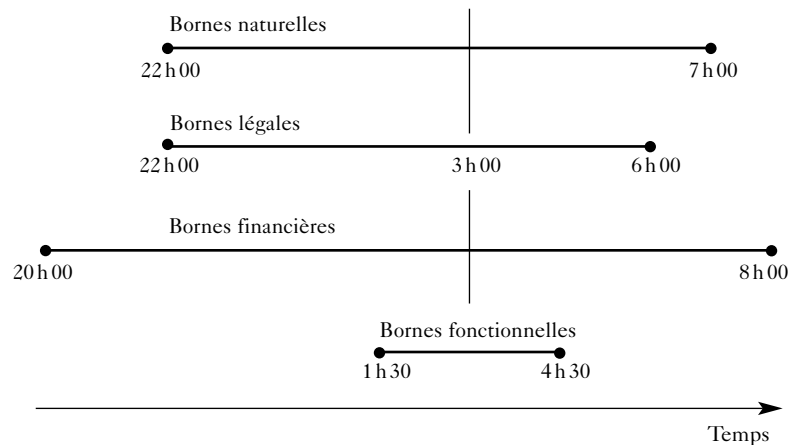 Bornes naturelles
22 h 00 7 h 00
Bornes légales
22 h 00 3 h 00 6 h 00
Bornes financières
20 h 00 8 h 00
Bornes fonctionnelles
1 h 30 4 h 30
Temps